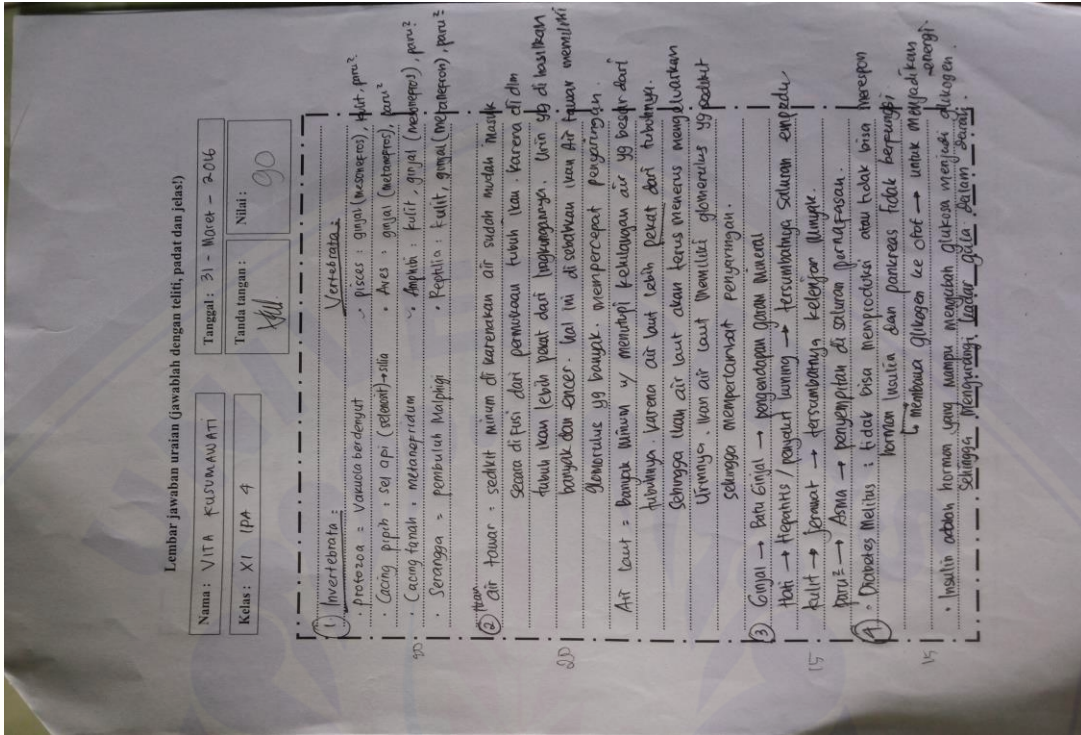 Lembar jawaban uraian (jawablah dengan teliti, padat dan jelas!)
Nama : VITA KUSUMAWATI
Tanggal : 31 - Maret - 2016
Kelas : XI IPA 4
Tanda tangan :
Nilai :
90
① Invertebrata :
Vertebrata :
· Protozoa = vakuola berdenyut
· pisces : ginjal (mesonefros), kulit, paru²
· Cacing pipih : sel api (selenosit) → silia
· Aves : ginjal (metanefros), paru²
· Cacing tanah : metanepridum
· Amphibi : kulit, ginjal (mesonefros), paru²
20
· Serangga = pembuluh Malphigi
· Reptilia : kulit, ginjal (metanefron), paru²
② Ikan air tawar : sedikit minum di karenakan air sudah mudah masuk
secara difusi dari permukaan tubuh ikan. karena di dlm
tubuh ikan lebih pekat dari lingkungannya. Urin yg di hasilkan
banyak dan encer. hal ini di sebabkan ikan Air tawar memiliki
20
glomerulus yg banyak. mempercepat penyaringan.
Air Laut = Banyak minum u/ menutupi kehilangan air yg besar dari
tubuhnya. karena air laut lebih pekat dari tubuhnya.
Sehingga ikan air laut akan terus menerus mengeluarkan
Urinnya. ikan air laut memiliki glomerulus yg sedikit
sehingga mempertambat penyaringan.
③ Ginjal → Batu Ginjal → pengendapan garam mineral
Hati → Hepatitis / penyakit kuning → tersumbatnya saluran empedu
kulit → Jerawat → tersumbatnya kelenjar minyak.
15
paru² → Asma → penyempitan di saluran pernafasan.
④ · Diabetes Melitus : tidak bisa memproduksi atau tidak bisa merespon
hormon insulin dan pankreas tidak berfungsi.
↳ membawa glikogen ke otot → untuk menjadikan energi.
15
· Insulin adalah hormon yang mampu mengubah glukosa menjadi glikogen.
Sehingga mengurangi kadar gula dalam darah.